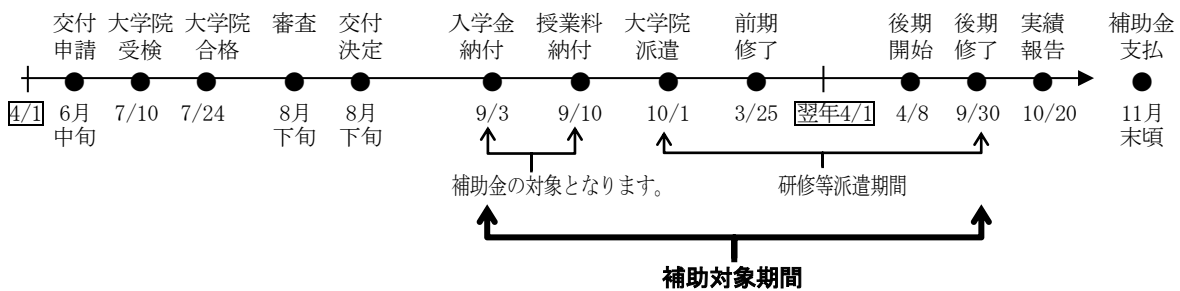 交付 大学院 大学院 審査 交付 入学金 授業料 大学院 前期 後期 後期 実績 補助金
申請 受検 合格 決定 納付 納付 派遣 修了 開始 修了 報告 支払
4/1 6月 7/10 7/24 8月 8月 9/3 9/10 10/1 3/25 翌年4/1 4/8 9/30 10/20 11月
中旬 下旬 下旬 末頃
補助金の対象となります。 研修等派遣期間
補助対象期間